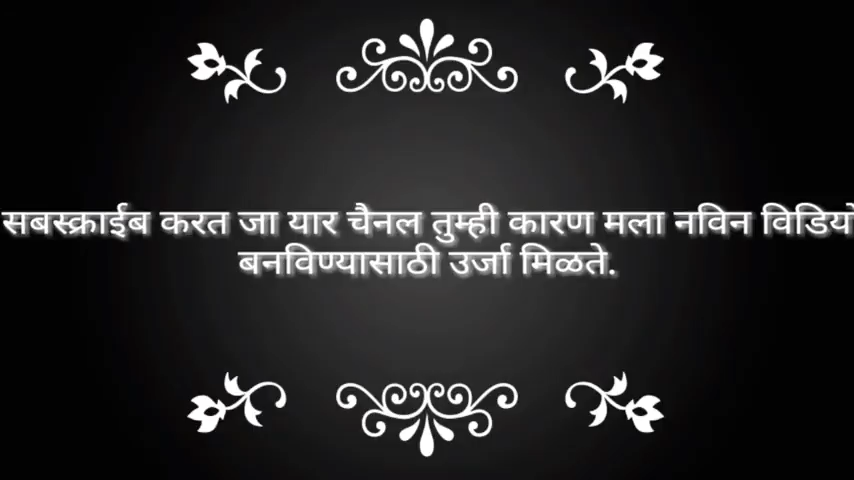 सबस्क्राईब करत जा यार चैनल तुम्ही कारण मला नविन विडियो
बनविण्यासाठी उर्जा मिळते.